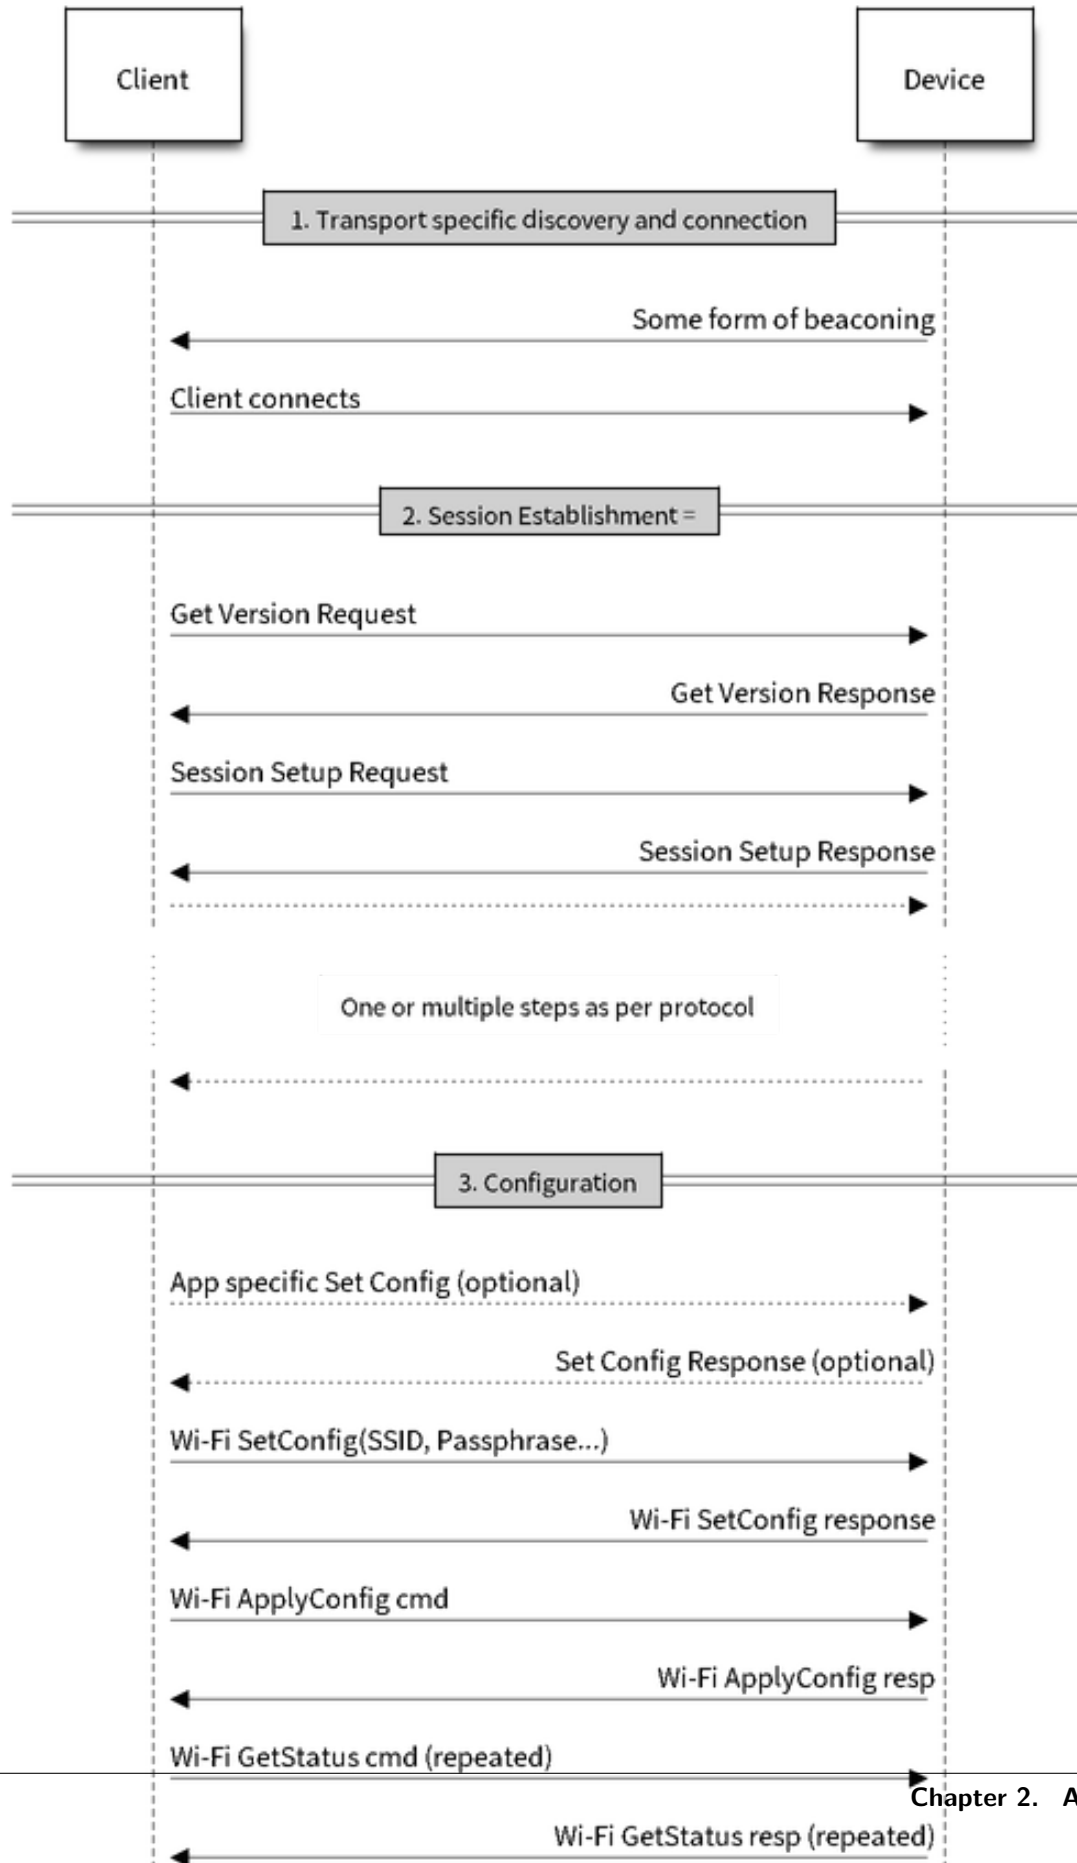 Client
Device
1. Transport specific discovery and connection
Some form of beaconing
Client connects
2. Session Establishment =
Get Version Request
Get Version Response
Session Setup Request
Session Setup Response
One or multiple steps as per protocol
3. Configuration
App specific Set Config (optional)
Set Config Response (optional)
Wi-Fi SetConfig(SSID, Passphrase...)
Wi-Fi SetConfig response
Wi-Fi ApplyConfig cmd
Wi-Fi ApplyConfig resp
Wi-Fi GetStatus cmd (repeated)
Chapter 2. A
Wi-Fi GetStatus resp (repeated)